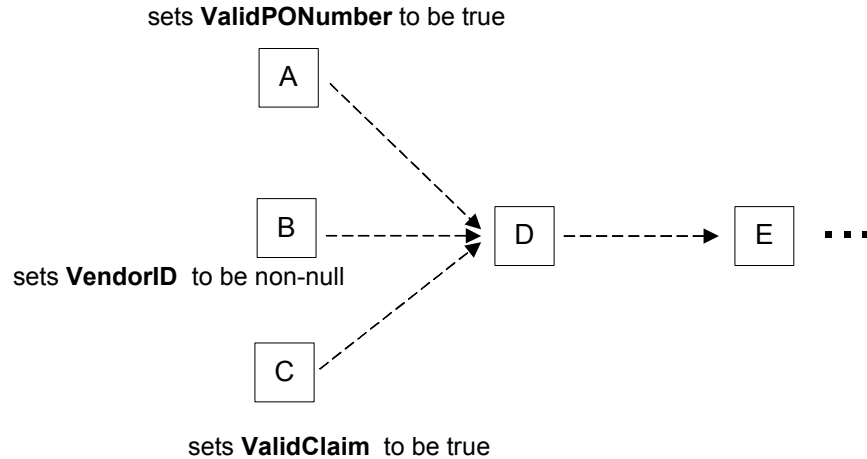 sets ValidPONumber to be true
A
B
D
E
sets VendorID to be non-null
C
sets ValidClaim to be true